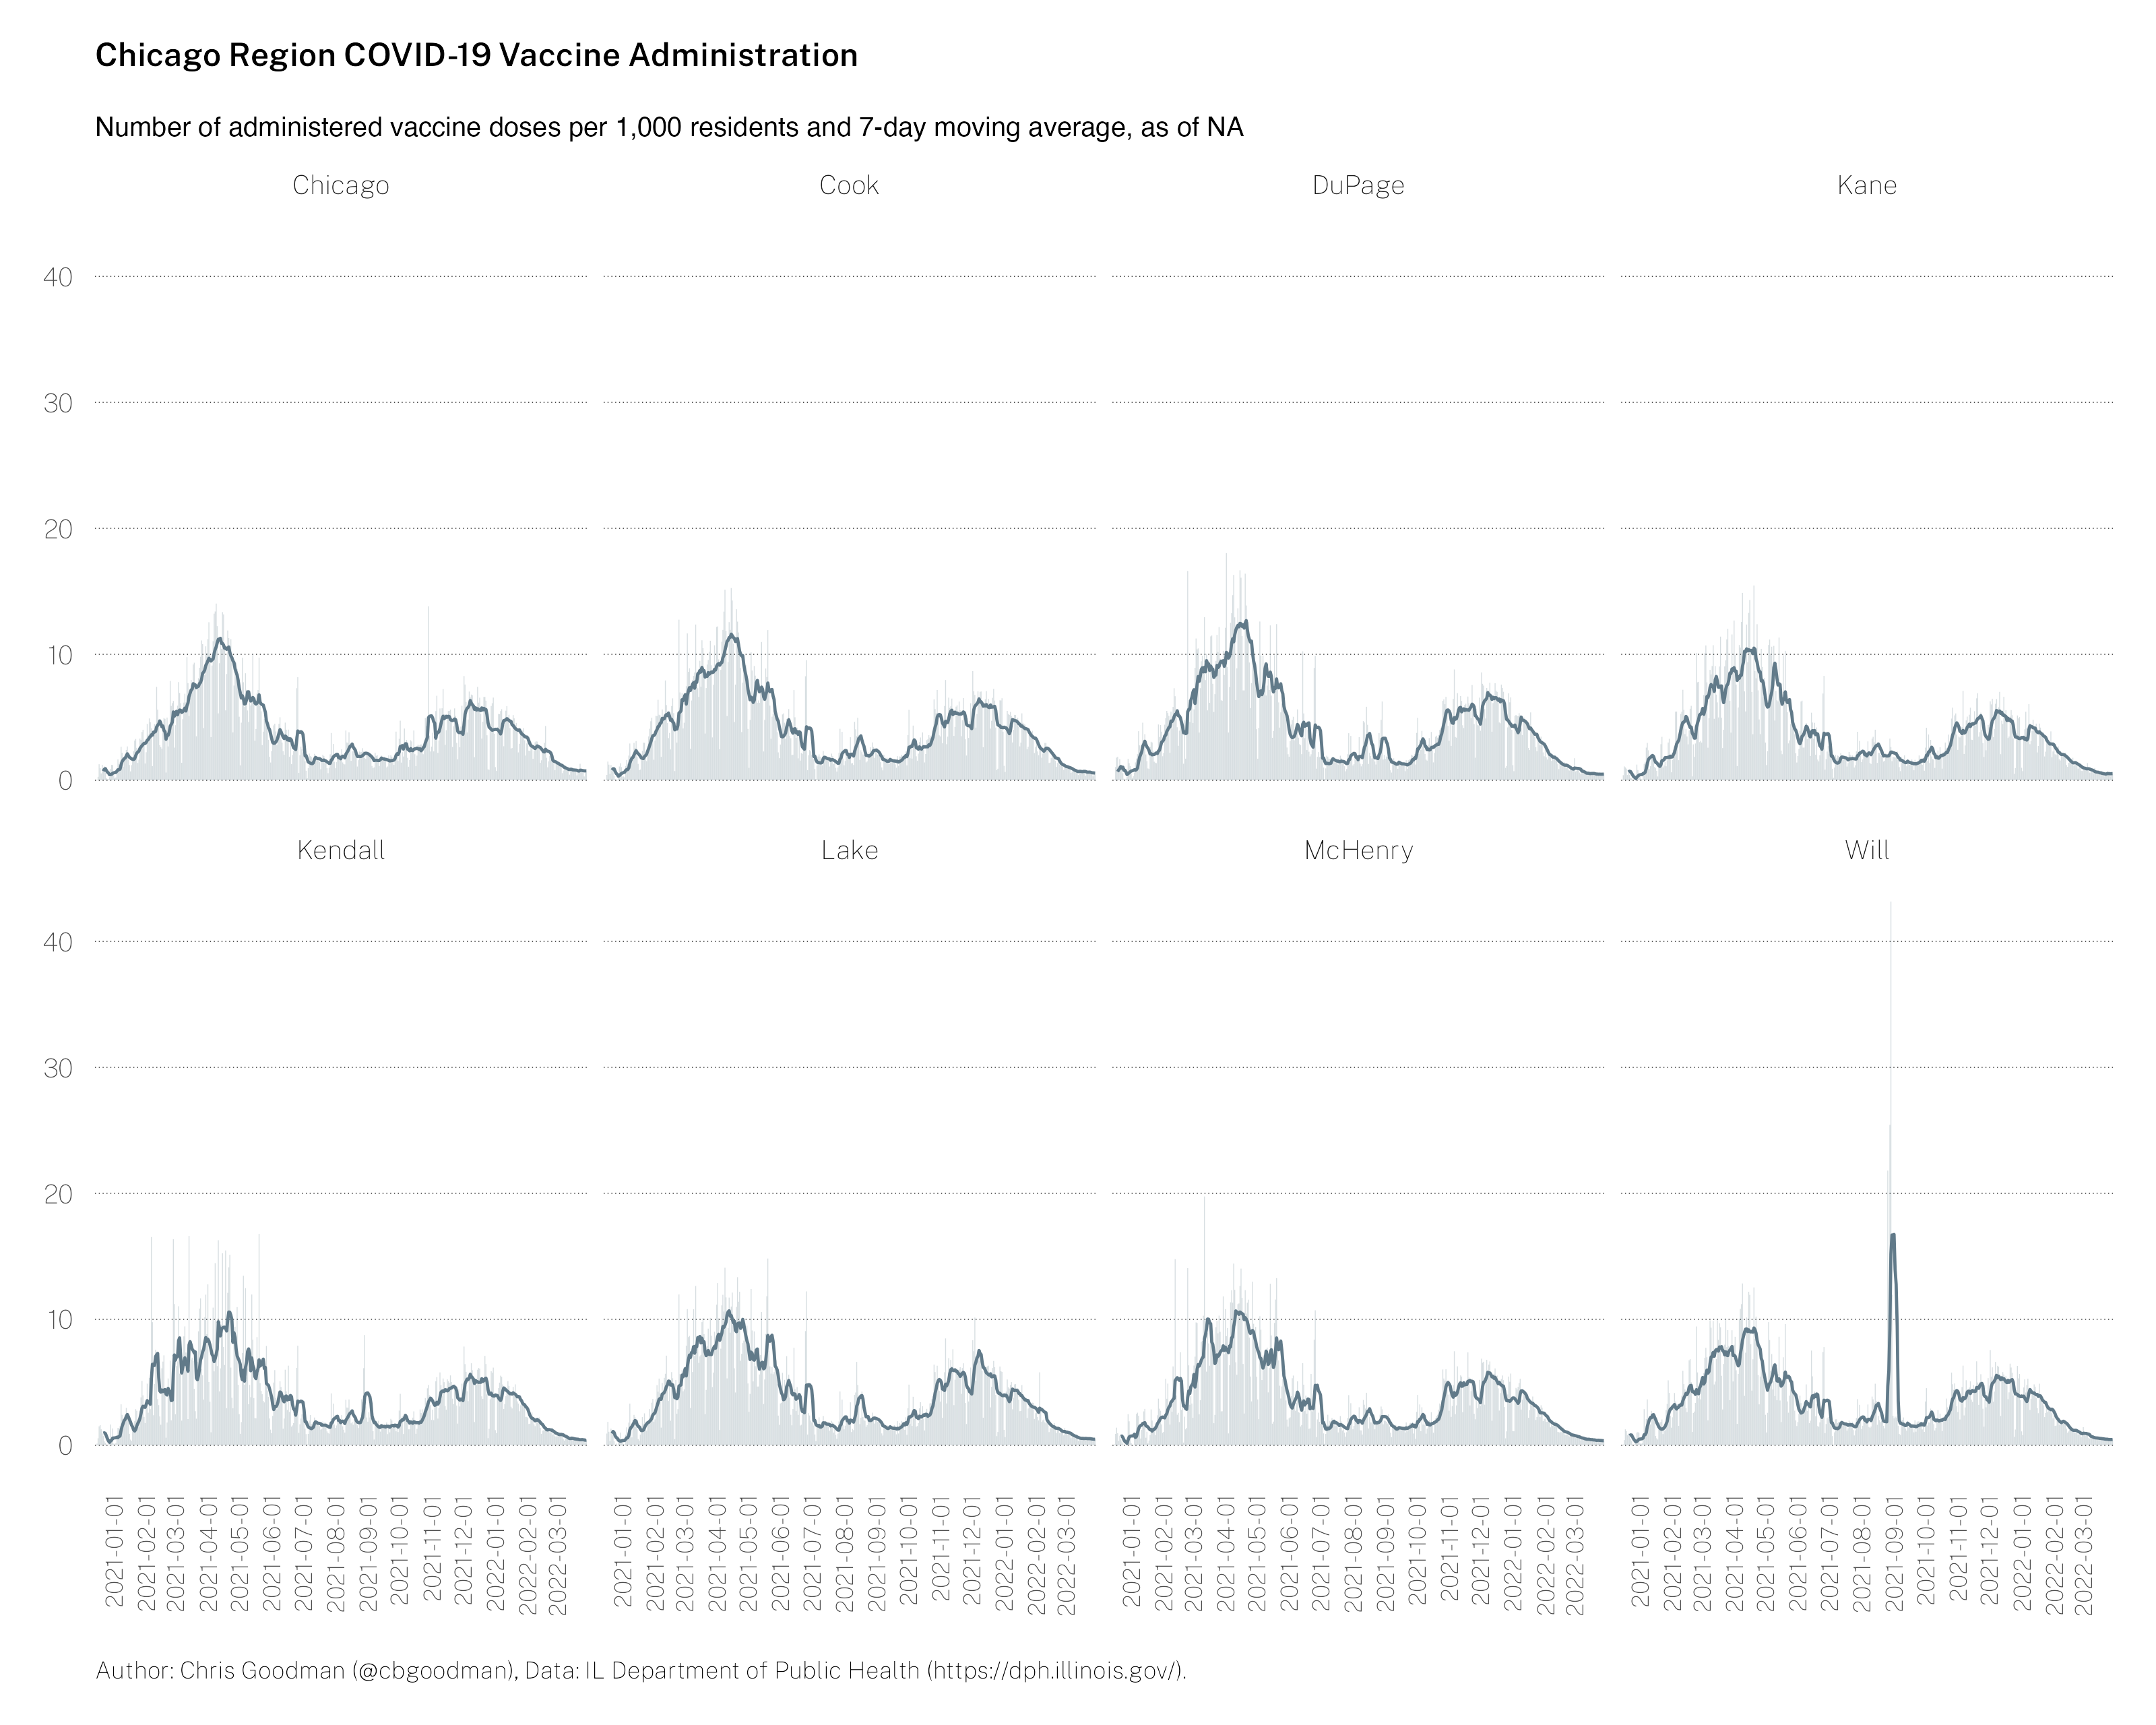 Chicago Region COVID-19 Vaccine Administration
Number of administered vaccine doses per 1,000 residents and 7-day moving average, as of NA
Chicago Cook DuPage Kane
40
30
20
10
0
Kendall Lake McHenry Will
40
30
20
10
0
2021-01-01 2021-02-01 2021-03-01 2021-04-01 2021-05-01 2021-06-01 2021-07-01 2021-08-01 2021-09-01 2021-10-01 2021-11-01 2021-12-01 2022-01-01 2022-02-01 2022-03-01
2021-01-01 2021-02-01 2021-03-01 2021-04-01 2021-05-01 2021-06-01 2021-07-01 2021-08-01 2021-09-01 2021-10-01 2021-11-01 2021-12-01 2022-01-01 2022-02-01 2022-03-01
2021-01-01 2021-02-01 2021-03-01 2021-04-01 2021-05-01 2021-06-01 2021-07-01 2021-08-01 2021-09-01 2021-10-01 2021-11-01 2021-12-01 2022-01-01 2022-02-01 2022-03-01
2021-01-01 2021-02-01 2021-03-01 2021-04-01 2021-05-01 2021-06-01 2021-07-01 2021-08-01 2021-09-01 2021-10-01 2021-11-01 2021-12-01 2022-01-01 2022-02-01 2022-03-01
Author: Chris Goodman (@cbgoodman), Data: IL Department of Public Health (https://dph.illinois.gov/).